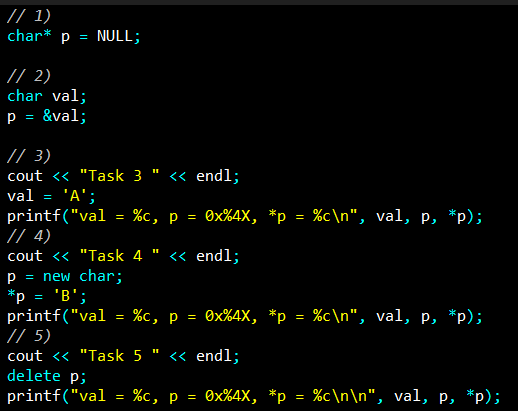 // 1)
char* p = NULL;
// 2)
char val;
p = &val;
// 3)
cout << "Task 3 " << endl;
val = 'A';
printf("val = %c, p = 0x%4X, *p = %c\n", val, p, *p);
// 4)
cout << "Task 4 " << endl;
p = new char;
*p = 'B';
printf("val = %c, p = 0x%4X, *p = %c\n", val, p, *p);
// 5)
cout << "Task 5 " << endl;
delete p;
printf("val = %c, p = 0x%4X, *p = %c\n\n", val, p, *p);